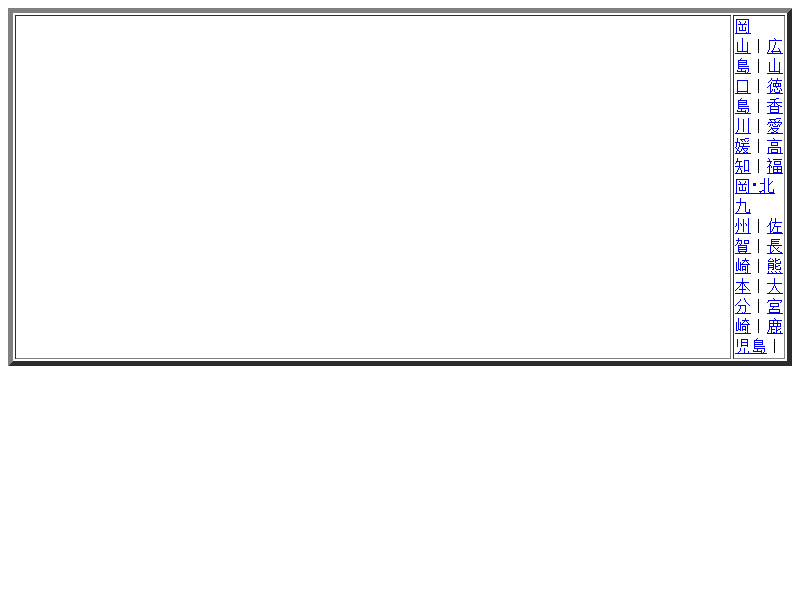 岡
山 | 広
島 | 山
口 | 徳
島 | 香
川 | 愛
媛 | 高
知 | 福
岡・北
九
州 | 佐
賀 | 長
崎 | 熊
本 | 大
分 | 宮
崎 | 鹿
児島 |